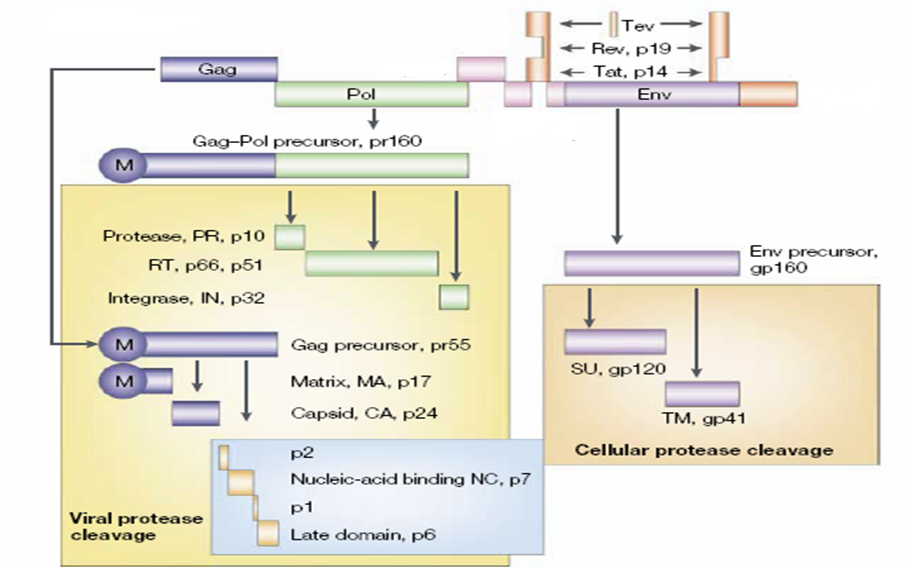 Tev
Rev, p19
Gag
Tat, p14
Pol
Env
Gag–Pol precursor, pr160
M
Protease, PR, p10
RT, p66, p51
Integrase, IN, p32
Env precursor,
gp160
M
Gag precursor, pr55
M
Matrix, MA, p17
Capsid, CA, p24
SU, gp120
TM, gp41
Cellular protease cleavage
p2
Nucleic-acid binding NC, p7
p1
Late domain, p6
Viral protease
cleavage